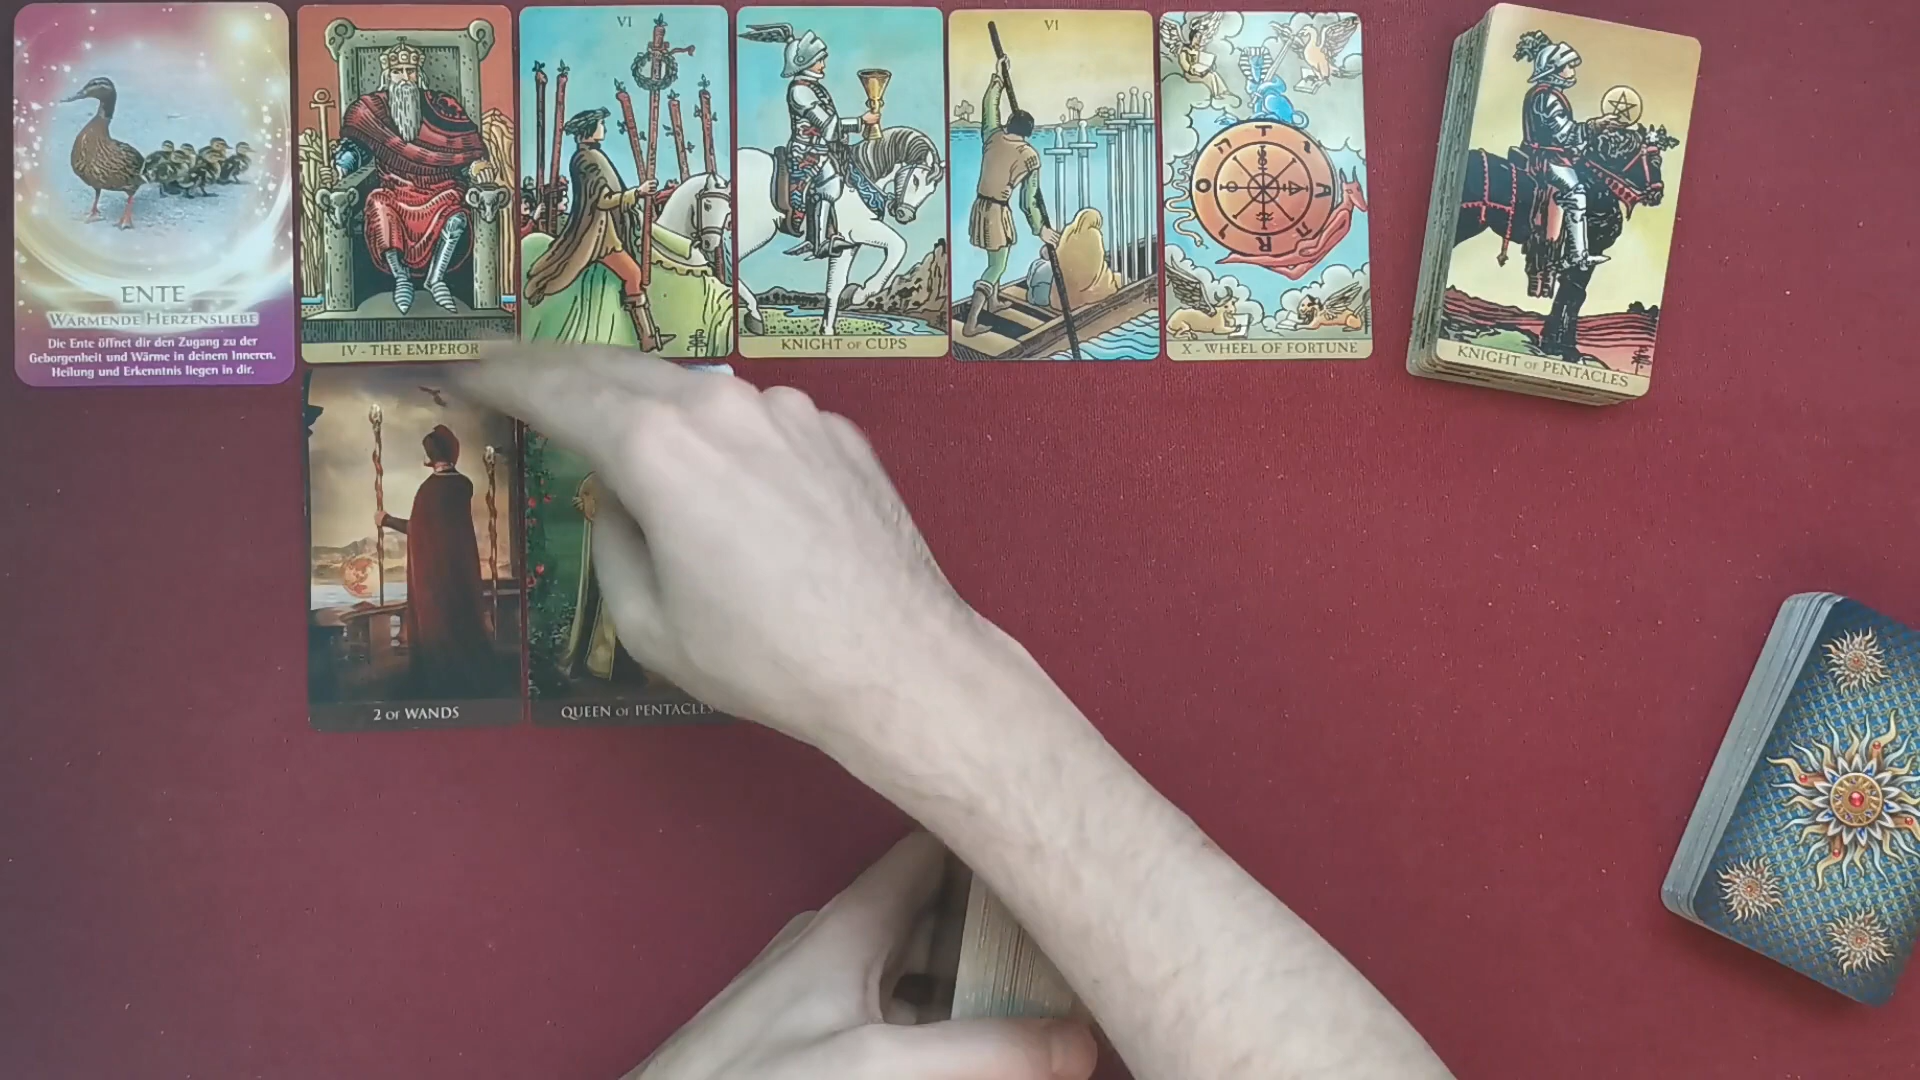 ENTE
WÄRMENDE HERZENSLIEBE
Die Ente öffnet dir den Zugang zu der
Geborgenheit und Wärme in deinem Inneren.
Heilung und Erkenntnis liegen in dir.
IV - THE EMPEROR
VI
KNIGHT OF CUPS
VI
X - WHEEL OF FORTUNE
T
A
R
O
KNIGHT OF PENTACLES
2 OF WANDS
QUEEN OF PENTACLES